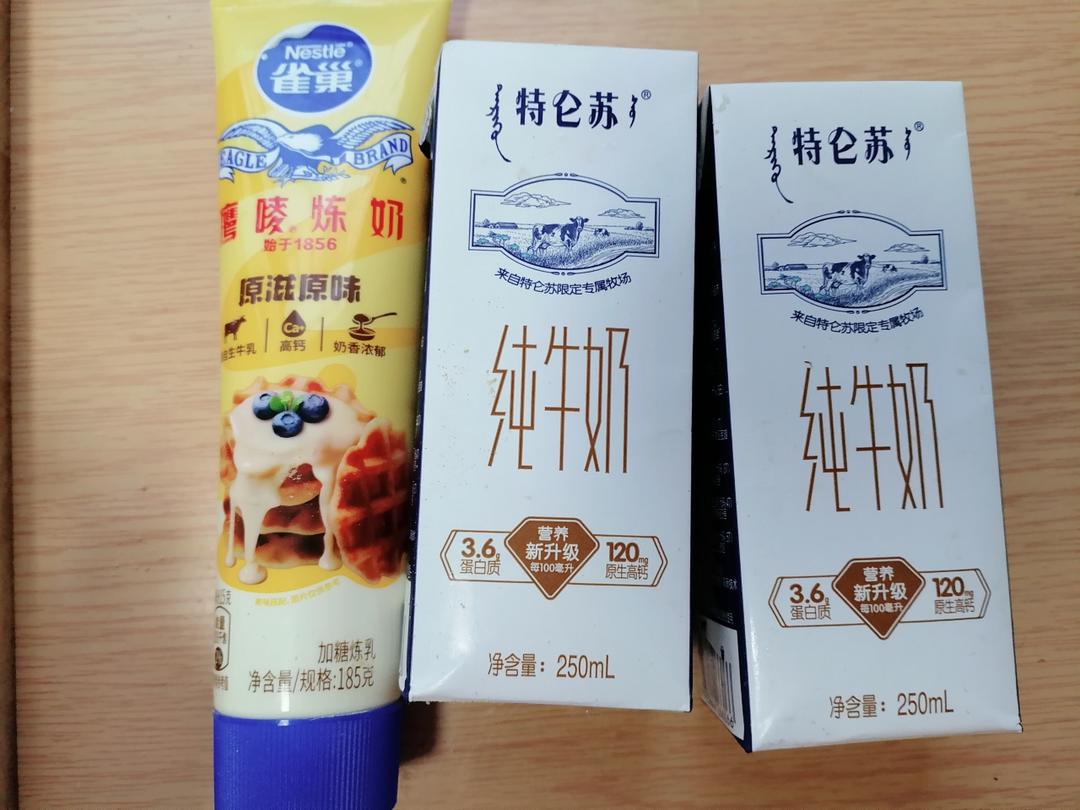 Nestlé
雀巢
EAGLE BRAND
鹰唛炼奶
始于1856
原滋原味
自生牛乳
Ca+
高钙
奶香浓郁
加糖炼乳
净含量/规格:185克
特仑苏®
来自特仑苏限定专属牧场
纯牛奶
3.6g
蛋白质
营养
新升级
每100毫升
120mg
原生高钙
净含量：250mL
特仑苏®
来自特仑苏限定专属牧场
纯牛奶
3.6g
蛋白质
营养
新升级
每100毫升
120mg
原生高钙
净含量：250mL